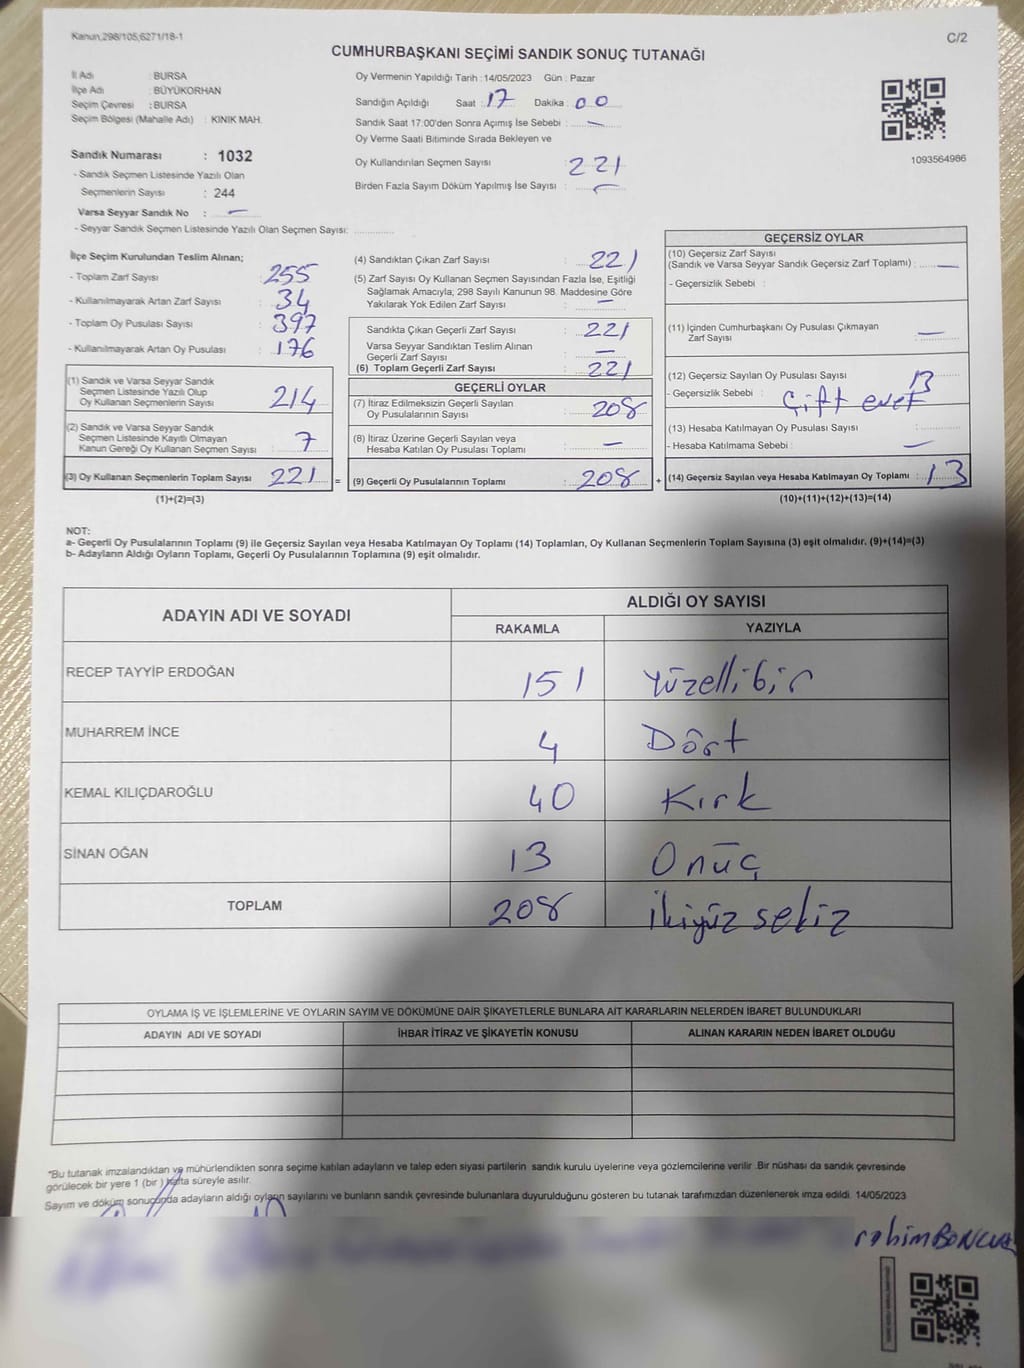 Kanun,298/105,6271/18-1
C/2
CUMHURBAŞKANI SEÇİMİ SANDIK SONUÇ TUTANAĞI
İl Adı : BURSA
İlçe Adı : BÜYÜKORHAN
Seçim Çevresi : BURSA
Seçim Bölgesi (Mahalle Adı) : KINIK MAH.
Sandık Numarası : 1032
- Sandık Seçmen Listesinde Yazılı Olan
Seçmenlerin Sayısı : 244
Varsa Seyyar Sandık No : —
- Seyyar Sandık Seçmen Listesinde Yazılı Olan Seçmen Sayısı: ..............
Oy Vermenin Yapıldığı Tarih : 14/05/2023 Gün : Pazar
Sandığın Açıldığı Saat : 17 Dakika : 00
Sandık Saat 17:00'den Sonra Açımış İse Sebebi : —
Oy Verme Saati Bitiminde Sırada Bekleyen ve
Oy Kullandırılan Seçmen Sayısı : 221
Birden Fazla Sayım Döküm Yapılmış İse Sayısı : —
1093564986
İlçe Seçim Kurulundan Teslim Alınan;
- Toplam Zarf Sayısı : 255
- Kullanılmayarak Artan Zarf Sayısı : 34
- Toplam Oy Pusulası Sayısı : 397
- Kullanılmayarak Artan Oy Pusulası : 176
(1) Sandık ve Varsa Seyyar Sandık
Seçmen Listesinde Yazılı Olup
Oy Kullanan Seçmenlerin Sayısı : 214
(2) Sandık ve Varsa Seyyar Sandık
Seçmen Listesinde Kayıtlı Olmayan
Kanun Gereği Oy Kullanan Seçmen Sayısı : 7
(3) Oy Kullanan Seçmenlerin Toplam Sayısı 221 =
(1)+(2)=(3)
(4) Sandıktan Çıkan Zarf Sayısı : 221
(5) Zarf Sayısı Oy Kullanan Seçmen Sayısından Fazla İse, Eşitliği
Sağlamak Amacıyla, 298 Sayılı Kanunun 98. Maddesine Göre
Yakılarak Yok Edilen Zarf Sayısı : —
Sandıkta Çıkan Geçerli Zarf Sayısı : 221
Varsa Seyyar Sandıktan Teslim Alınan
Geçerli Zarf Sayısı : —
(6) Toplam Geçerli Zarf Sayısı : 221
GEÇERLİ OYLAR
(7) İtiraz Edilmeksizin Geçerli Sayılan
Oy Pusulalarının Sayısı : 208
(8) İtiraz Üzerine Geçerli Sayılan veya
Hesaba Katılan Oy Pusulası Toplamı : —
(9) Geçerli Oy Pusulalarının Toplamı : 208 +
GEÇERSİZ OYLAR
(10) Geçersiz Zarf Sayısı
(Sandık ve Varsa Seyyar Sandık Geçersiz Zarf Toplamı) : —
- Geçersizlik Sebebi :
(11) İçinden Cumhurbaşkanı Oy Pusulası Çıkmayan
Zarf Sayısı : —
(12) Geçersiz Sayılan Oy Pusulası Sayısı : 13
- Geçersizlik Sebebi : Çift evet
(13) Hesaba Katılmayan Oy Pusulası Sayısı : ..............
- Hesaba Katılmama Sebebi : —
(14) Geçersiz Sayılan veya Hesaba Katılmayan Oy Toplamı : 13
(10)+(11)+(12)+(13)=(14)
NOT:
a- Geçerli Oy Pusulalarının Toplamı (9) ile Geçersiz Sayılan veya Hesaba Katılmayan Oy Toplamı (14) Toplamları, Oy Kullanan Seçmenlerin Toplam Sayısına (3) eşit olmalıdır. (9)+(14)=(3)
b- Adayların Aldığı Oyların Toplamı, Geçerli Oy Pusulalarının Toplamına (9) eşit olmalıdır.
ADAYIN ADI VE SOYADI ALDIĞI OY SAYISI
RAKAMLA YAZIYLA
RECEP TAYYİP ERDOĞAN 151 Yüzellibir
MUHARREM İNCE 4 Dört
KEMAL KILIÇDAROĞLU 40 Kırk
SİNAN OĞAN 13 Onüç
TOPLAM 208 İkiyüz sekiz
OYLAMA İŞ VE İŞLEMLERİNE VE OYLARIN SAYIM VE DÖKÜMÜNE DAİR ŞİKAYETLERLE BUNLARA AİT KARARLARIN NELERDEN İBARET BULUNDUKLARI
ADAYIN ADI VE SOYADI İHBAR İTİRAZ VE ŞİKAYETİN KONUSU ALINAN KARARIN NEDEN İBARET OLDUĞU
*Bu tutanak imzalandıktan ve mühürlendikten sonra seçime katılan adayların ve talep eden siyasi partilerin sandık kurulu üyelerine veya gözlemcilerine verilir .Bir nüshası da sandık çevresinde
görülecek bir yere 1 (bir ) hafta süreyle asılır.
Sayım ve döküm sonucunda adayların aldığı oyların sayılarını ve bunların sandık çevresinde bulunanlara duyurulduğunu gösteren bu tutanak tarafımızdan düzenlenerek imza edildi. 14/05/2023